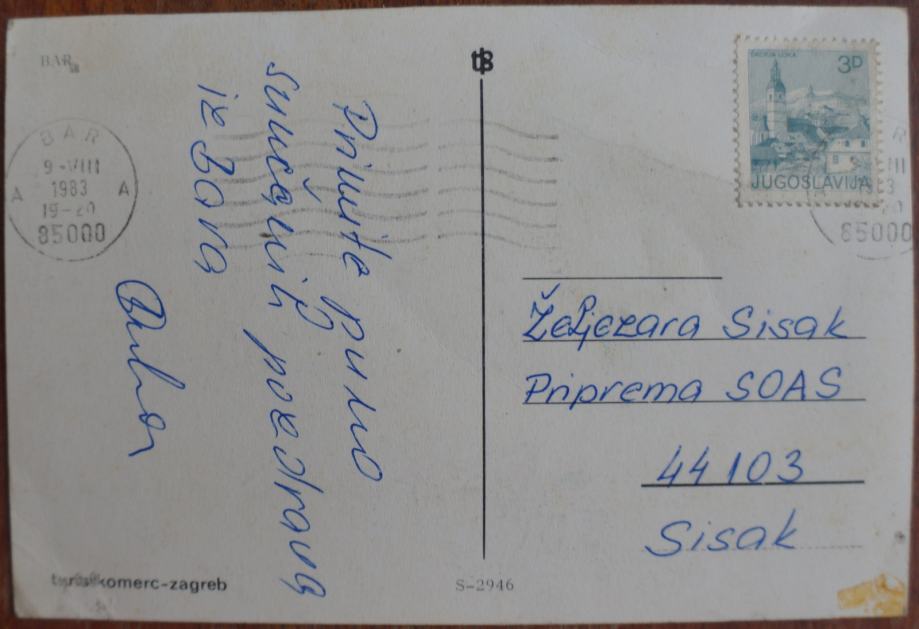 BAR
BAR
9-VIII
1983
A A
19-20
85000
Primite puno
sunčanih pozdrava
iz Bara
turistkomerc-zagreb
S-2946
ŠKOFJA LOKA
3D
JUGOSLAVIJA
85000
Željezara Sisak
Priprema SOAS
44103
Sisak